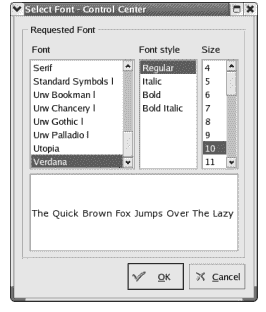 Select Font - Control Center
Requested Font
Font Font style Size
Serif Regular 4
Standard Symbols l Italic 5
Urw Bookman l Bold 6
Urw Chancery l Bold Italic 7
Urw Gothic l 8
Urw Palladio l 9
Utopia 10
Verdana 11
The Quick Brown Fox Jumps Over The Lazy
OK Cancel